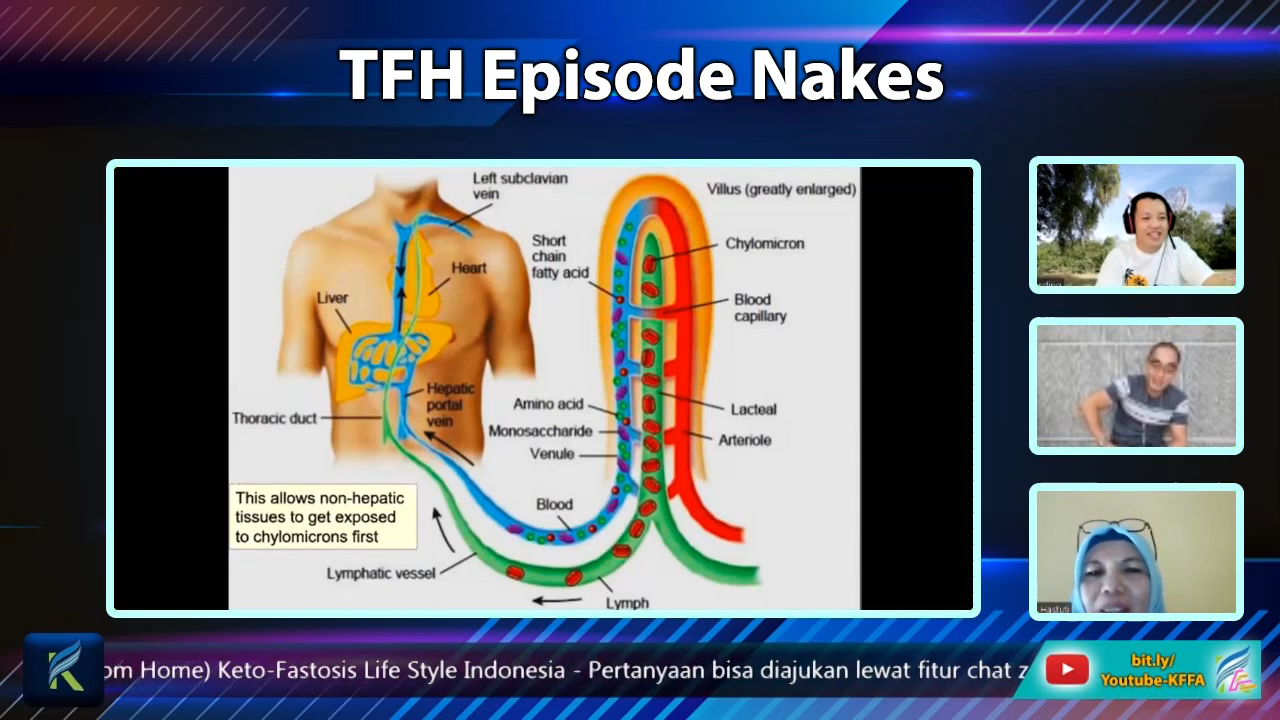 TFH Episode Nakes
Left subclavian
vein
Heart
Liver
Hepatic
portal
vein
Thoracic duct
This allows non-hepatic
tissues to get exposed
to chylomicrons first
Lymphatic vessel
Villus (greatly enlarged)
Short
chain
fatty acid
Chylomicron
Blood
capillary
Amino acid
Monosaccharide
Venule
Lacteal
Arteriole
Blood
Lymph
Hastuti
om Home) Keto-Fastosis Life Style Indonesia - Pertanyaan bisa diajukan lewat fitur chat z
bit.ly/
Youtube-KFFA